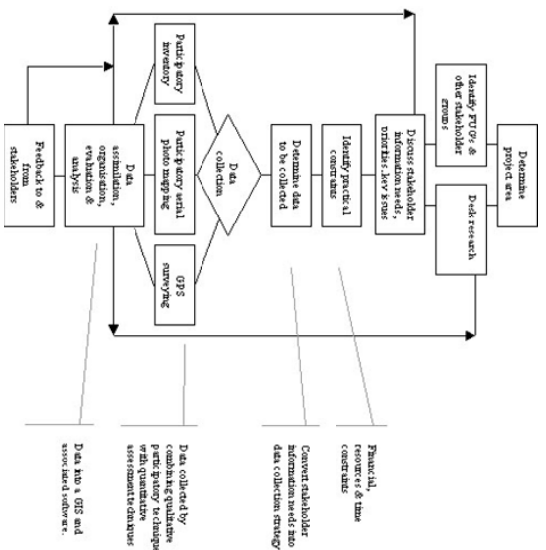 Determine
project area
Identify FUG's &
other stakeholder
groups
Desk research
Discuss stakeholder
information needs,
priorities, key issues
Identify practical
constraints
Financial,
resources & time
constraints
Determine data
to be collected
Convert stakeholder
information needs into
data collection strategy
Data
collection
Participatory
inventory
Participatory aerial
photo mapping
GPS
surveying
Data collected by
combining qualitative
participatory technique
with quantitative
assessment techniques
Data
assimilation,
organisation,
evaluation &
analysis
Data into a GIS and
associated software.
Feedback to &
from
stakeholders